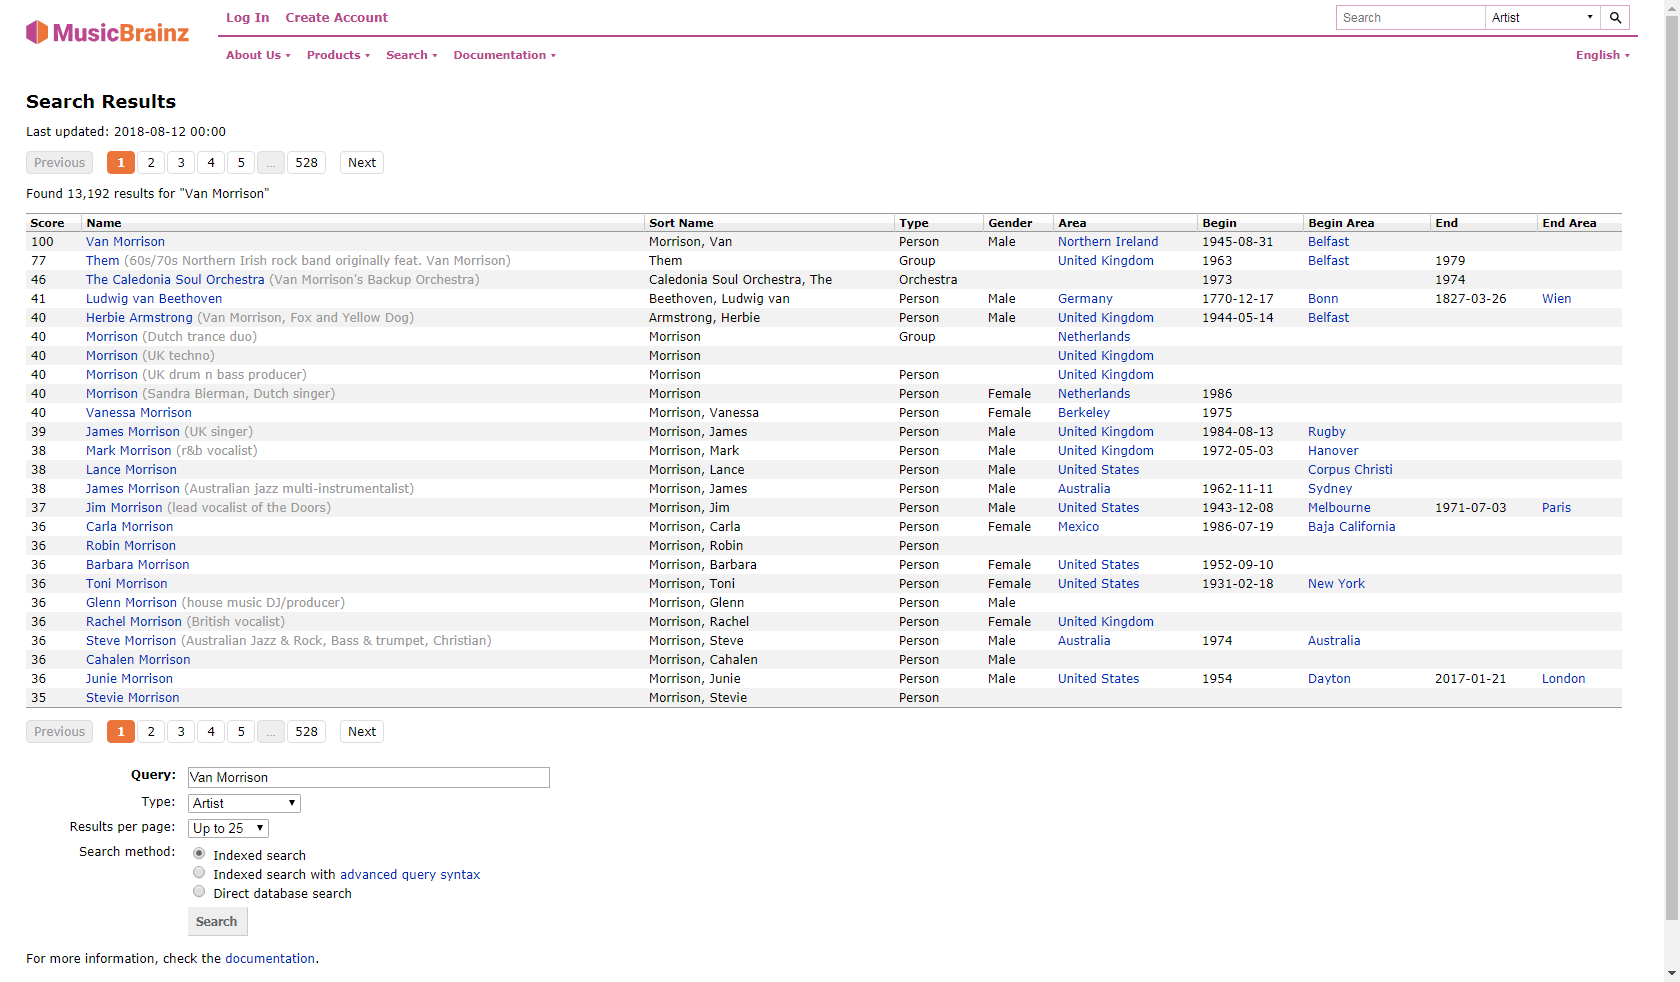 MusicBrainz
Log In Create Account
Search Artist
About Us Products Search Documentation English
Search Results
Last updated: 2018-08-12 00:00
Previous 1 2 3 4 5 ... 528 Next
Found 13,192 results for "Van Morrison"
Score Name Sort Name Type Gender Area Begin Begin Area End End Area
100 Van Morrison Morrison, Van Person Male Northern Ireland 1945-08-31 Belfast
77 Them (60s/70s Northern Irish rock band originally feat. Van Morrison) Them Group United Kingdom 1963 Belfast 1979
46 The Caledonia Soul Orchestra (Van Morrison's Backup Orchestra) Caledonia Soul Orchestra, The Orchestra 1973 1974
41 Ludwig van Beethoven Beethoven, Ludwig van Person Male Germany 1770-12-17 Bonn 1827-03-26 Wien
40 Herbie Armstrong (Van Morrison, Fox and Yellow Dog) Armstrong, Herbie Person Male United Kingdom 1944-05-14 Belfast
40 Morrison (Dutch trance duo) Morrison Group Netherlands
40 Morrison (UK techno) Morrison United Kingdom
40 Morrison (UK drum n bass producer) Morrison Person United Kingdom
40 Morrison (Sandra Bierman, Dutch singer) Morrison Person Female Netherlands 1986
40 Vanessa Morrison Morrison, Vanessa Person Female Berkeley 1975
39 James Morrison (UK singer) Morrison, James Person Male United Kingdom 1984-08-13 Rugby
38 Mark Morrison (r&b vocalist) Morrison, Mark Person Male United Kingdom 1972-05-03 Hanover
38 Lance Morrison Morrison, Lance Person Male United States Corpus Christi
38 James Morrison (Australian jazz multi-instrumentalist) Morrison, James Person Male Australia 1962-11-11 Sydney
37 Jim Morrison (lead vocalist of the Doors) Morrison, Jim Person Male United States 1943-12-08 Melbourne 1971-07-03 Paris
36 Carla Morrison Morrison, Carla Person Female Mexico 1986-07-19 Baja California
36 Robin Morrison Morrison, Robin Person
36 Barbara Morrison Morrison, Barbara Person Female United States 1952-09-10
36 Toni Morrison Morrison, Toni Person Female United States 1931-02-18 New York
36 Glenn Morrison (house music DJ/producer) Morrison, Glenn Person Male
36 Rachel Morrison (British vocalist) Morrison, Rachel Person Female United Kingdom
36 Steve Morrison (Australian Jazz & Rock, Bass & trumpet, Christian) Morrison, Steve Person Male Australia 1974 Australia
36 Cahalen Morrison Morrison, Cahalen Person Male
36 Junie Morrison Morrison, Junie Person Male United States 1954 Dayton 2017-01-21 London
35 Stevie Morrison Morrison, Stevie Person
Previous 1 2 3 4 5 ... 528 Next
Query: Van Morrison
Type: Artist
Results per page: Up to 25
Search method: Indexed search
Indexed search with advanced query syntax
Direct database search
Search
For more information, check the documentation.